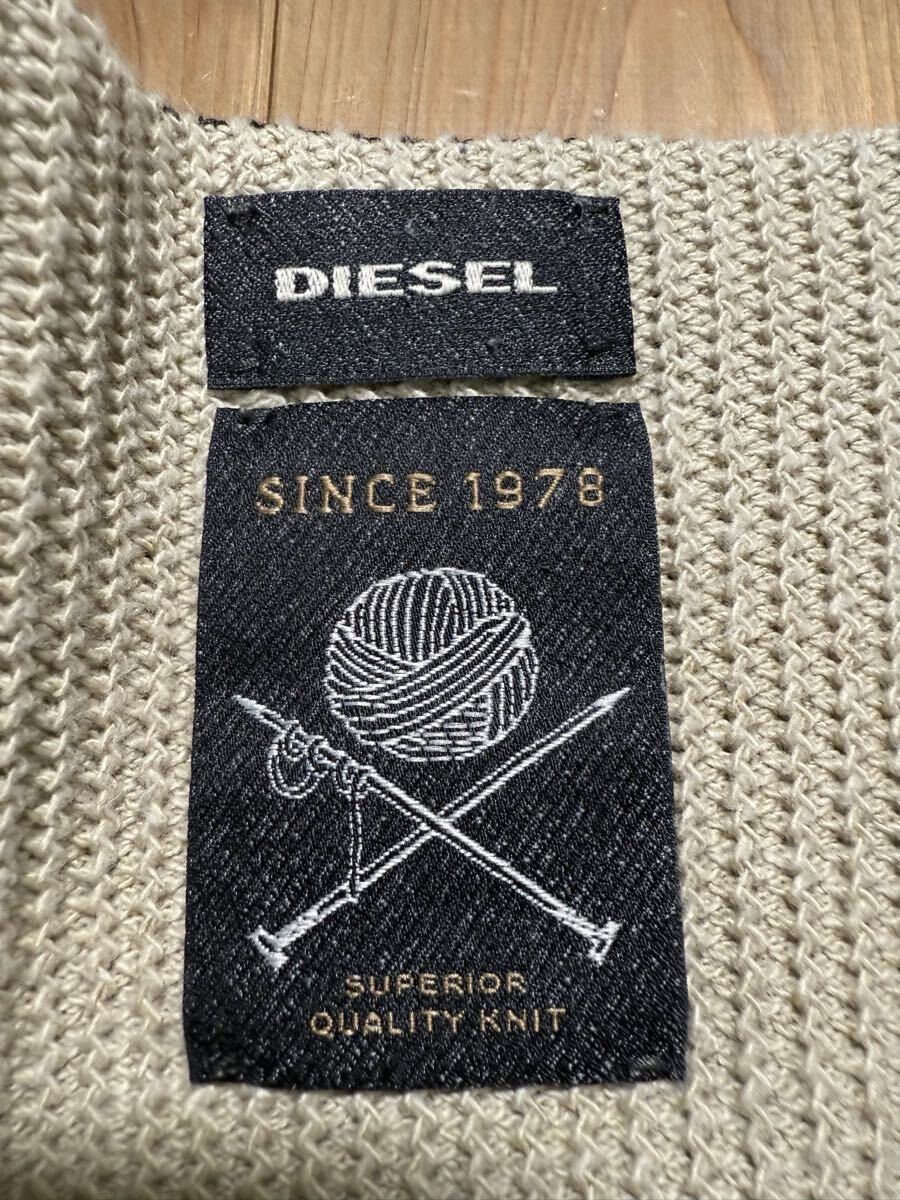 DIESEL
SINCE 1978
SUPERIOR
QUALITY KNIT